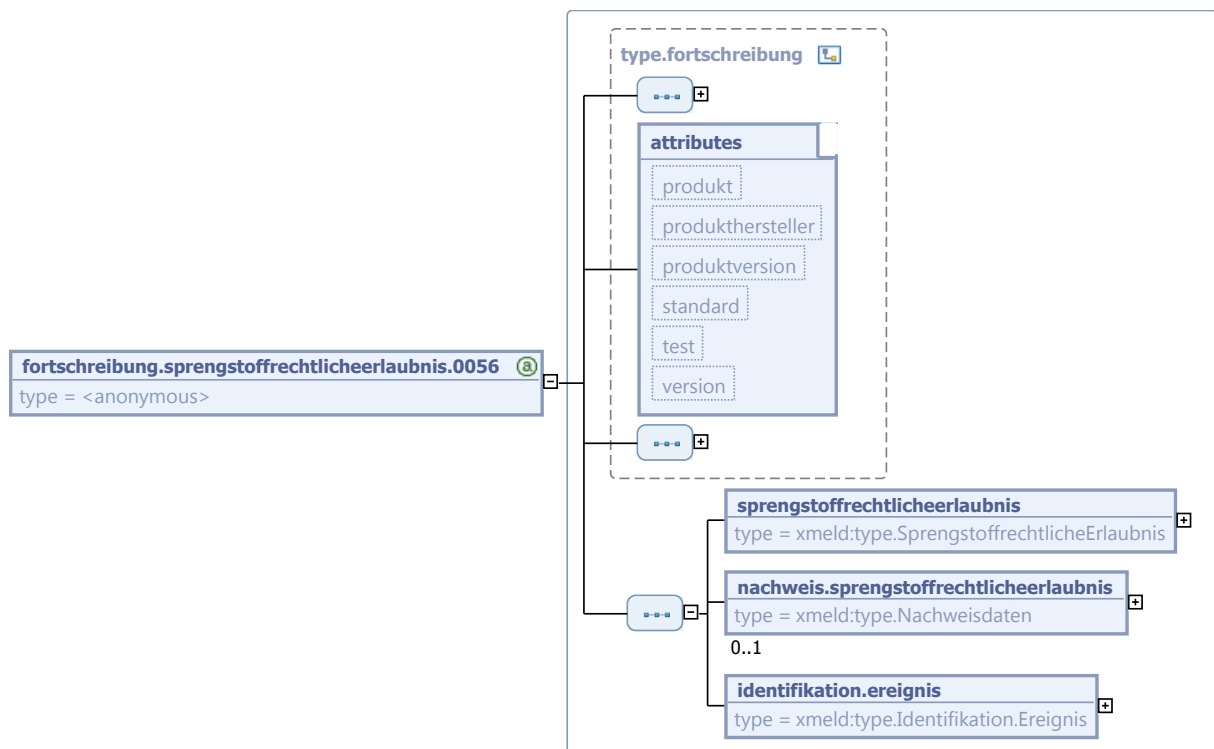 type.fortschreibung
attributes
produkt
produkthersteller
produktversion
standard
test
version
fortschreibung.sprengstoffrechtlicheerlaubnis.0056 a
type = <anonymous>
sprengstoffrechtlicheerlaubnis
type = xmeld:type.SprengstoffrechtlicheErlaubnis
nachweis.sprengstoffrechtlicheerlaubnis
type = xmeld:type.Nachweisdaten
0..1
identifikation.ereignis
type = xmeld:type.Identifikation.Ereignis